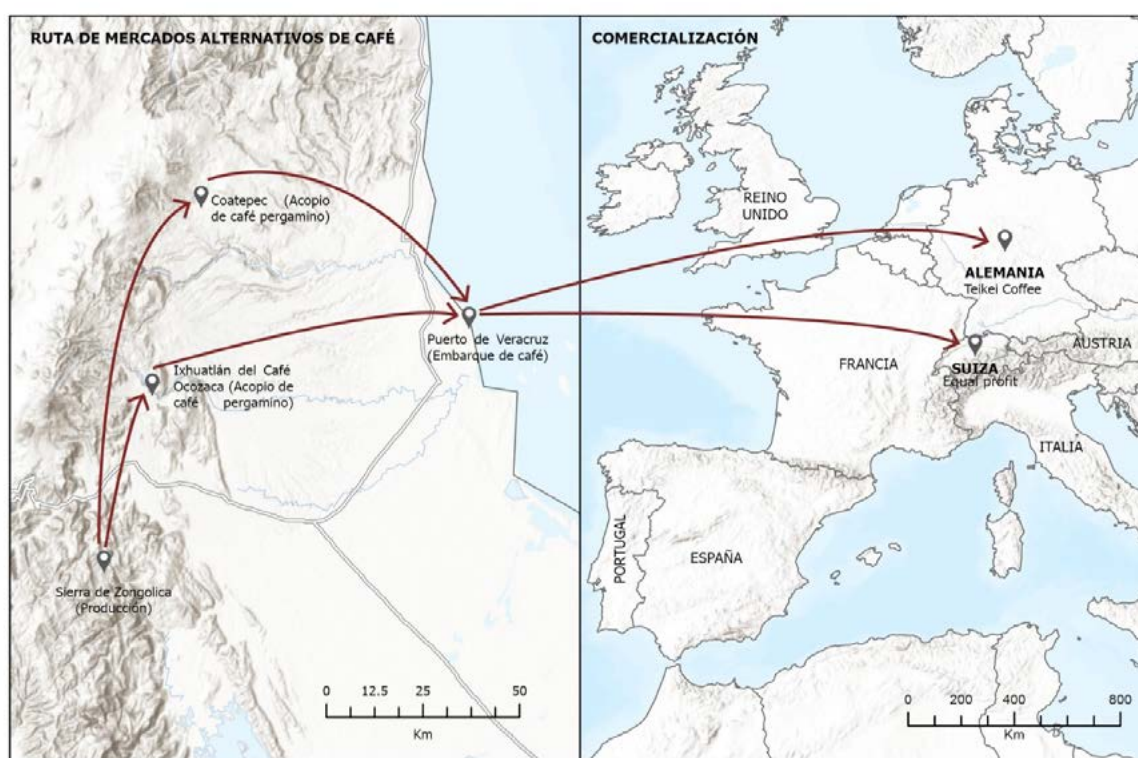 RUTA DE MERCADOS ALTERNATIVOS DE CAFÉ
Coatepec (Acopio
de café pergamino)
Puerto de Veracruz
(Embarque de café)
Ixhuatlán del Café
Ocozaca (Acopio de
café pergamino)
Sierra de Zongolica
(Producción)
0 12.5 25 50
Km
COMERCIALIZACIÓN
REINO
UNIDO
ALEMANIA
Teikei Coffee
AUSTRIA
FRANCIA
SUIZA
Equal profit
ITALIA
PORTUGAL
ESPAÑA
0 200 400 800
Km